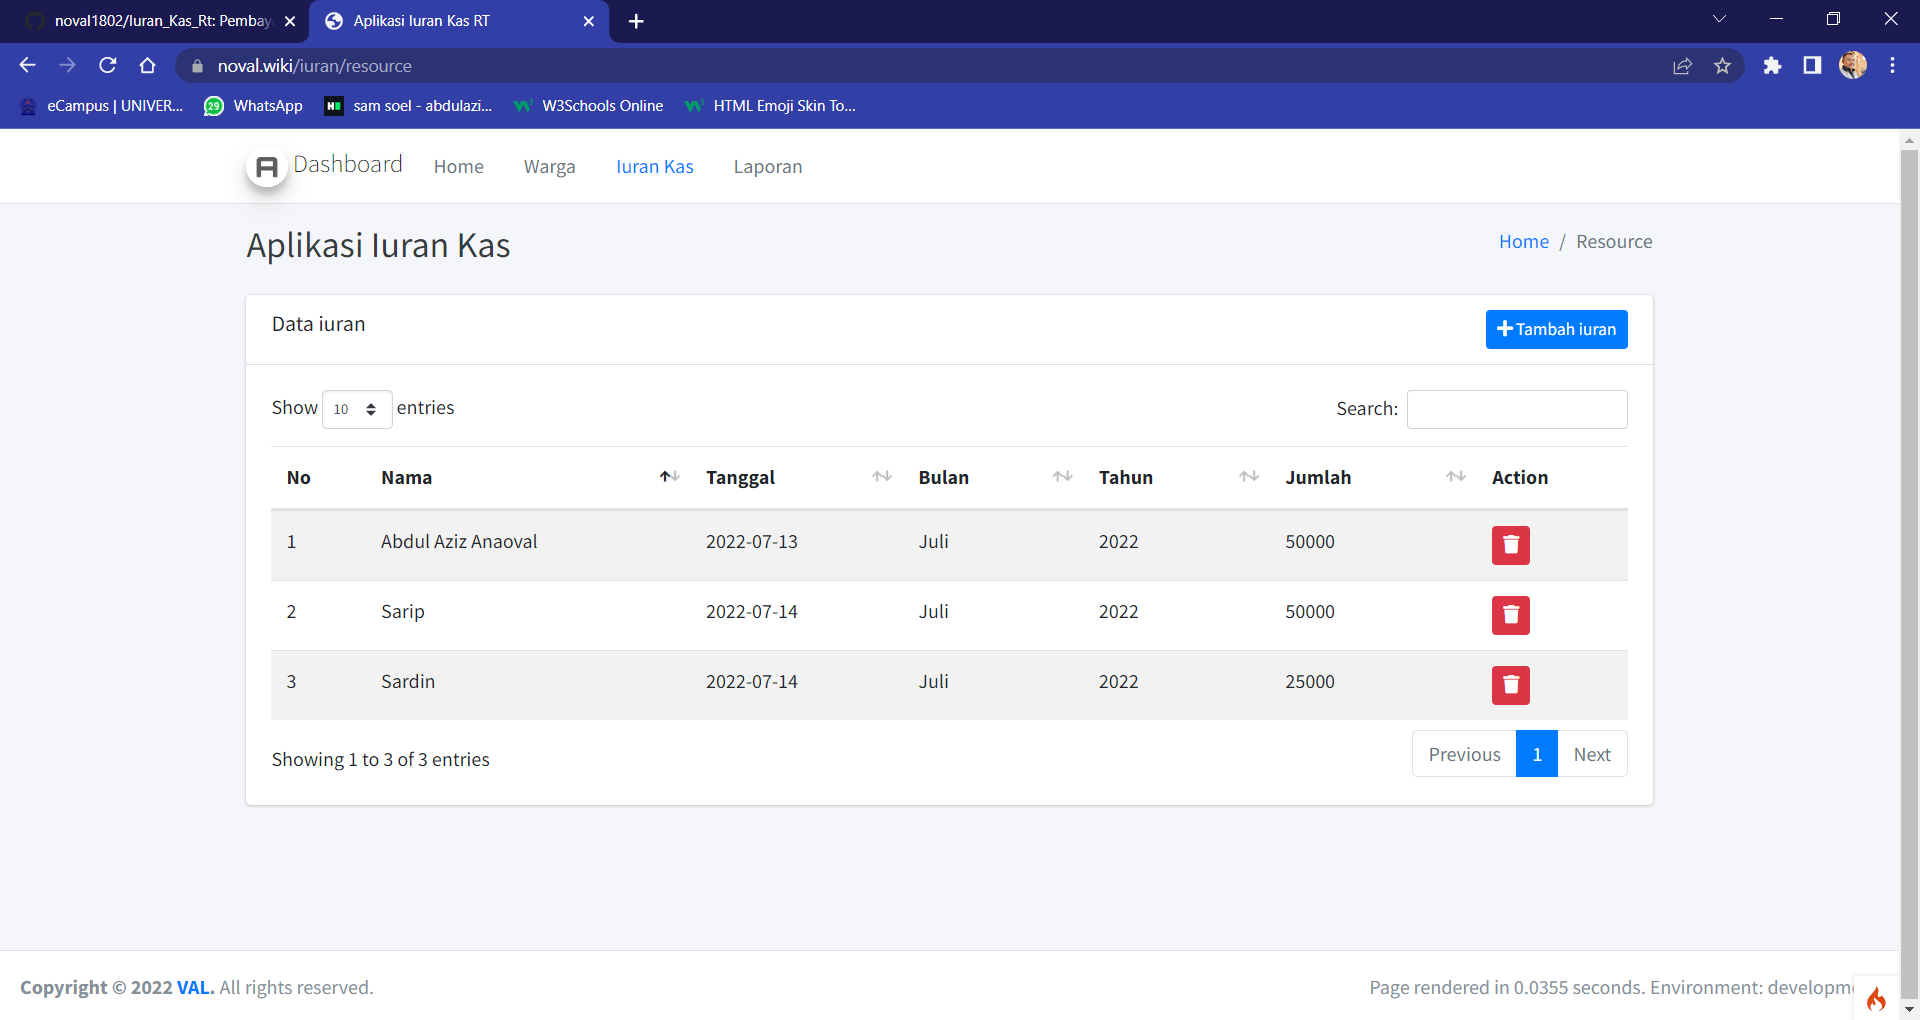 noval1802/Iuran_Kas_Rt: Pembay
Aplikasi Iuran Kas RT
noval.wiki/iuran/resource
eCampus | UNIVER...
29
WhatsApp
sam soel - abdulazi...
W3Schools Online
HTML Emoji Skin To...
Dashboard
Home
Warga
Iuran Kas
Laporan
Aplikasi Iuran Kas
Home / Resource
Data iuran
Tambah iuran
Show 10 entries
Search:
No Nama Tanggal Bulan Tahun Jumlah Action
1 Abdul Aziz Anaoval 2022-07-13 Juli 2022 50000
2 Sarip 2022-07-14 Juli 2022 50000
3 Sardin 2022-07-14 Juli 2022 25000
Showing 1 to 3 of 3 entries
Previous 1 Next
Copyright © 2022 VAL. All rights reserved.
Page rendered in 0.0355 seconds. Environment: developm